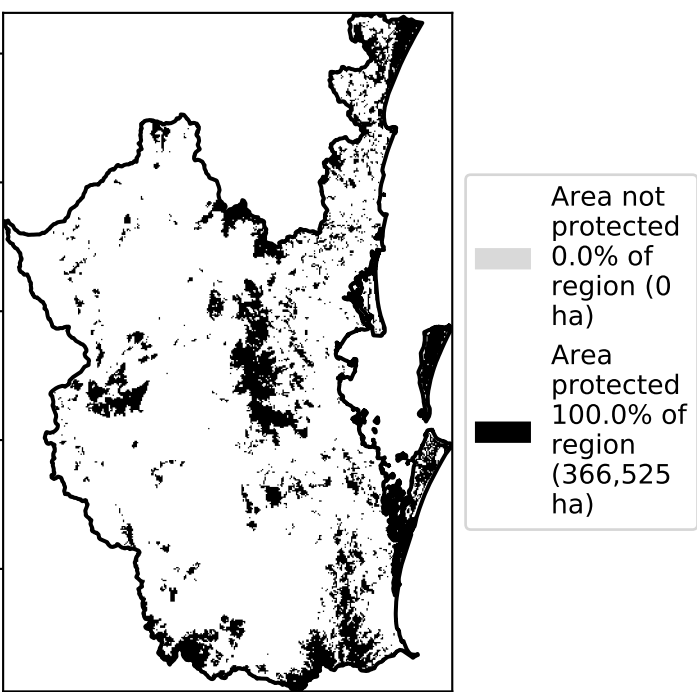 Area not
protected
0.0% of
region (0
ha)
Area
protected
100.0% of
region
(366,525
ha)